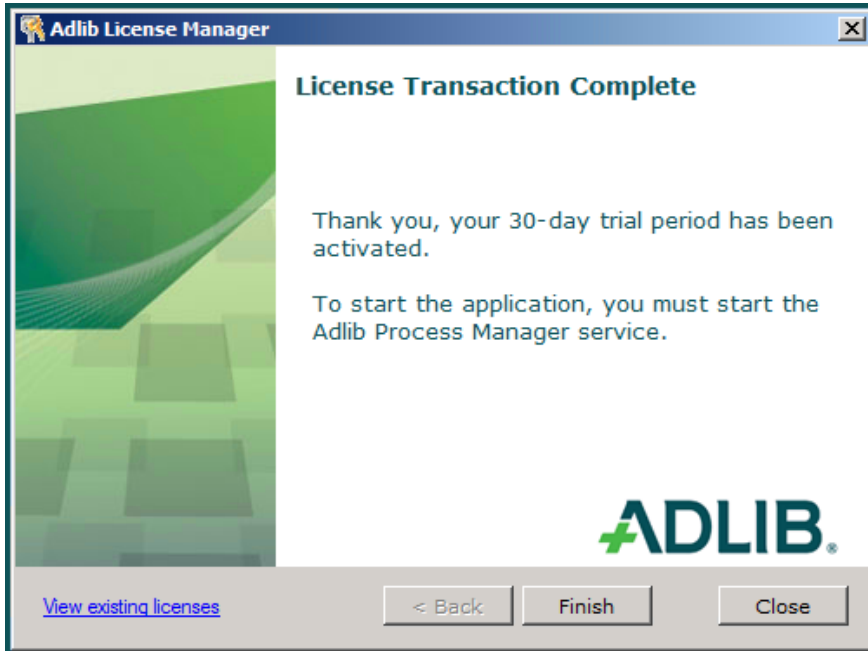 Adlib License Manager
License Transaction Complete
Thank you, your 30-day trial period has been
activated.
To start the application, you must start the
Adlib Process Manager service.
ADLIB®
View existing licenses
< Back
Finish
Close